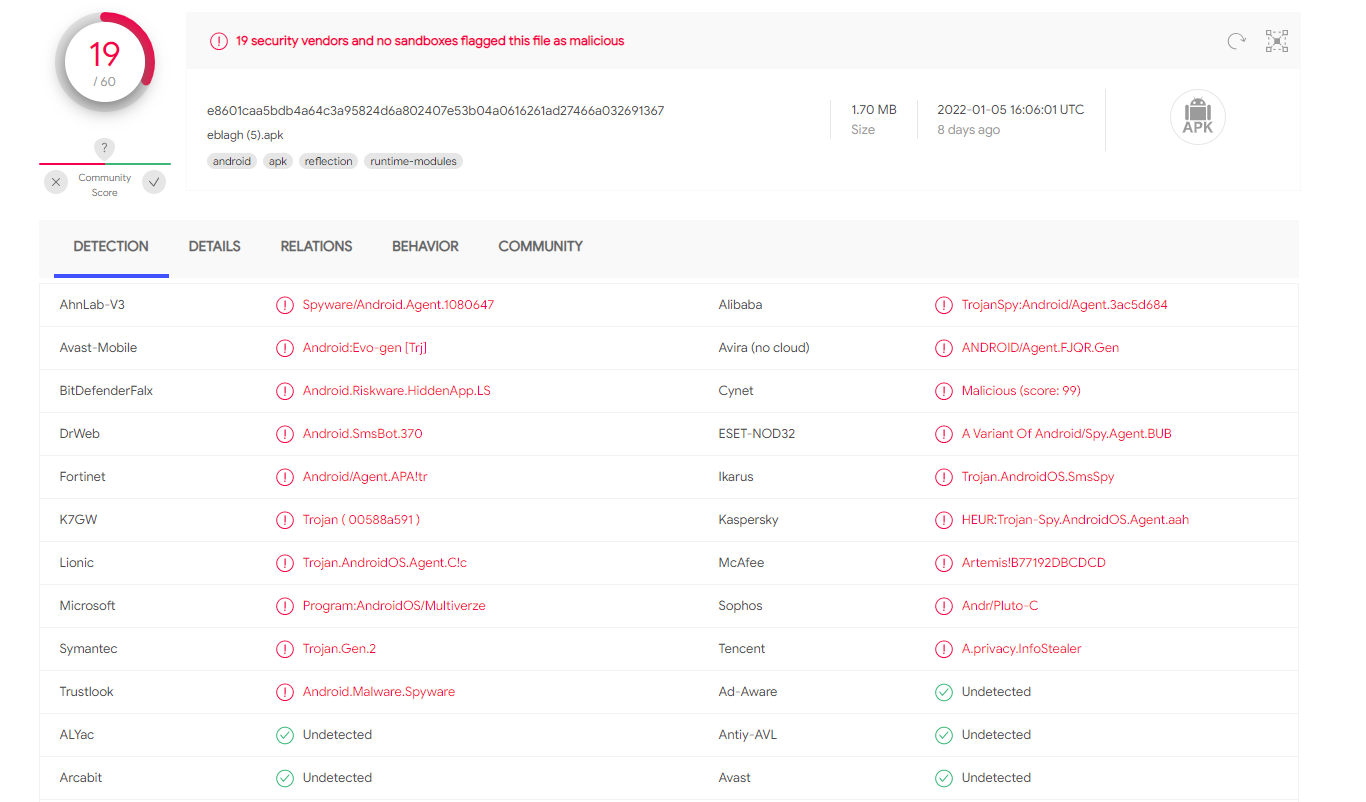 19
/ 60
?
Community
Score
19 security vendors and no sandboxes flagged this file as malicious
e8601caa5bdb4a64c3a95824d6a802407e53b04a0616261ad27466a032691367
eblagh (5).apk
android apk reflection runtime-modules
1.70 MB
Size
2022-01-05 16:06:01 UTC
8 days ago
APK
DETECTION DETAILS RELATIONS BEHAVIOR COMMUNITY
AhnLab-V3 Spyware/Android.Agent.1080647 Alibaba TrojanSpy:Android/Agent.3ac5d684
Avast-Mobile Android:Evo-gen [Trj] Avira (no cloud) ANDROID/Agent.FJQR.Gen
BitDefenderFalx Android.Riskware.HiddenApp.LS Cynet Malicious (score: 99)
DrWeb Android.SmsBot.370 ESET-NOD32 A Variant Of Android/Spy.Agent.BUB
Fortinet Android/Agent.APA!tr Ikarus Trojan.AndroidOS.SmsSpy
K7GW Trojan ( 00588a591 ) Kaspersky HEUR:Trojan-Spy.AndroidOS.Agent.aah
Lionic Trojan.AndroidOS.Agent.C!c McAfee Artemis!B77192DBCDCD
Microsoft Program:AndroidOS/Multiverze Sophos Andr/Pluto-C
Symantec Trojan.Gen.2 Tencent A.privacy.InfoStealer
Trustlook Android.Malware.Spyware Ad-Aware Undetected
ALYac Undetected Antiy-AVL Undetected
Arcabit Undetected Avast Undetected